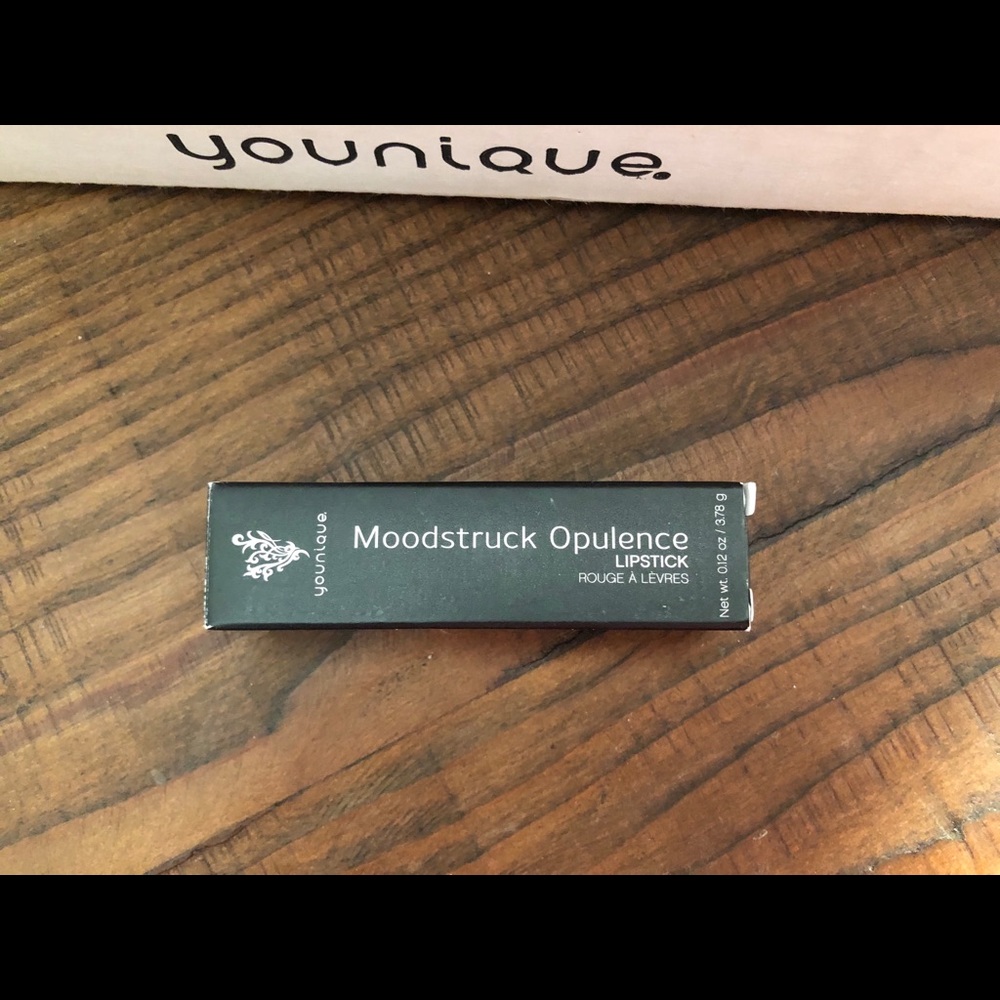 younique.
younique.
Moodstruck Opulence
LIPSTICK
ROUGE À LÈVRES
Net wt. 0.12 oz / 3.78 g